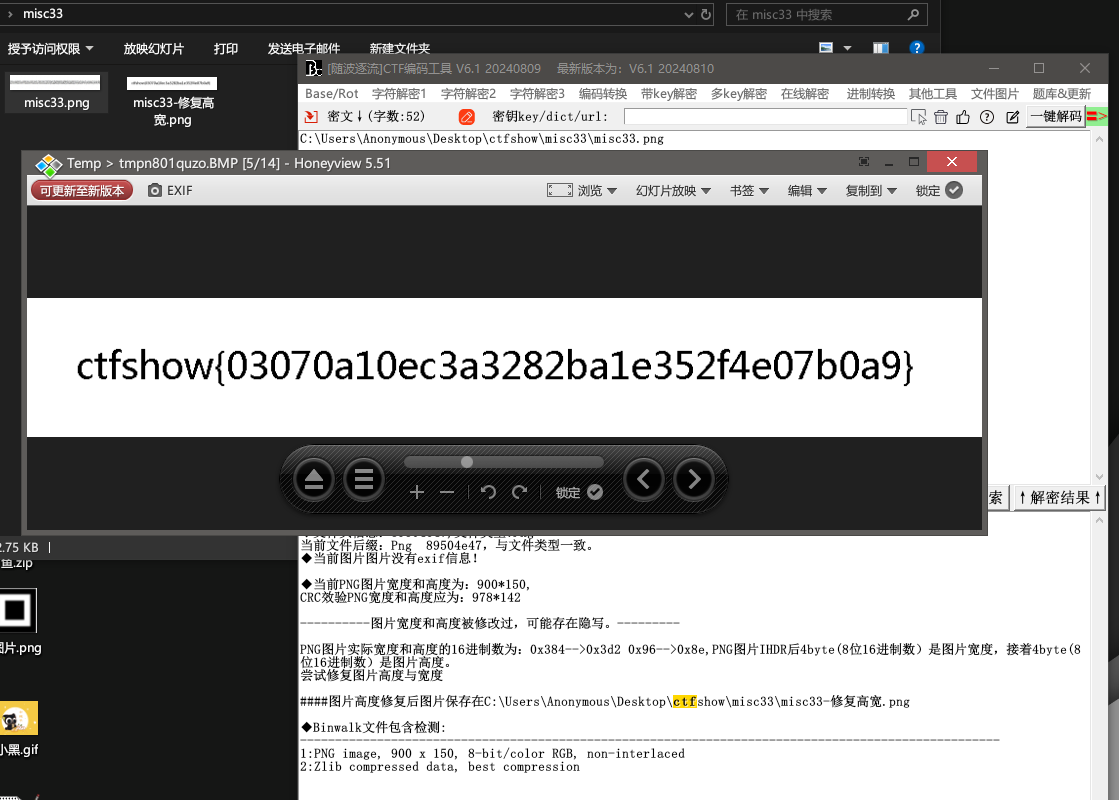 misc33
在 misc33 中搜索
授予访问权限 放映幻灯片 打印 发送电子邮件 新建文件夹
misc33.png
misc33-修复高宽.png
[随波逐流]CTF编码工具 V6.1 20240809 最新版本为：V6.1 20240810
Base/Rot 字符解密1 字符解密2 字符解密3 编码转换 带key解密 多key解密 在线解密 进制转换 其他工具 文件图片 题库&更新
密文↓(字数:52) 密钥key/dict/url: 一键解码
C:\Users\Anonymous\Desktop\ctfshow\misc33\misc33.png
Temp > tmpn801quzo.BMP [5/14] - Honeyview 5.51
可更新至新版本 EXIF 浏览 幻灯片放映 书签 编辑 复制到 锁定
ctfshow{03070a10ec3a3282ba1e352f4e07b0a9}
锁定
索 ↑解密结果↑
2.75 KB
鱼.zip
当前文件后缀：Png 89504e47，与文件类型一致。
◆当前图片图片没有exif信息！
◆当前PNG图片宽度和高度为：900*150,
CRC效验PNG宽度和高度应为：978*142
----------图片宽度和高度被修改过，可能存在隐写。---------
PNG图片实际宽度和高度的16进制数为：0x384-->0x3d2 0x96-->0x8e,PNG图片IHDR后4byte(8位16进制数）是图片宽度，接着4byte(8
位16进制数）是图片高度。
尝试修复图片高度与宽度
####图片高度修复后图片保存在C:\Users\Anonymous\Desktop\ctfshow\misc33\misc33-修复高宽.png
◆Binwalk文件包含检测:
1:PNG image, 900 x 150, 8-bit/color RGB, non-interlaced
2:Zlib compressed data, best compression
图片.png
小黑.gif